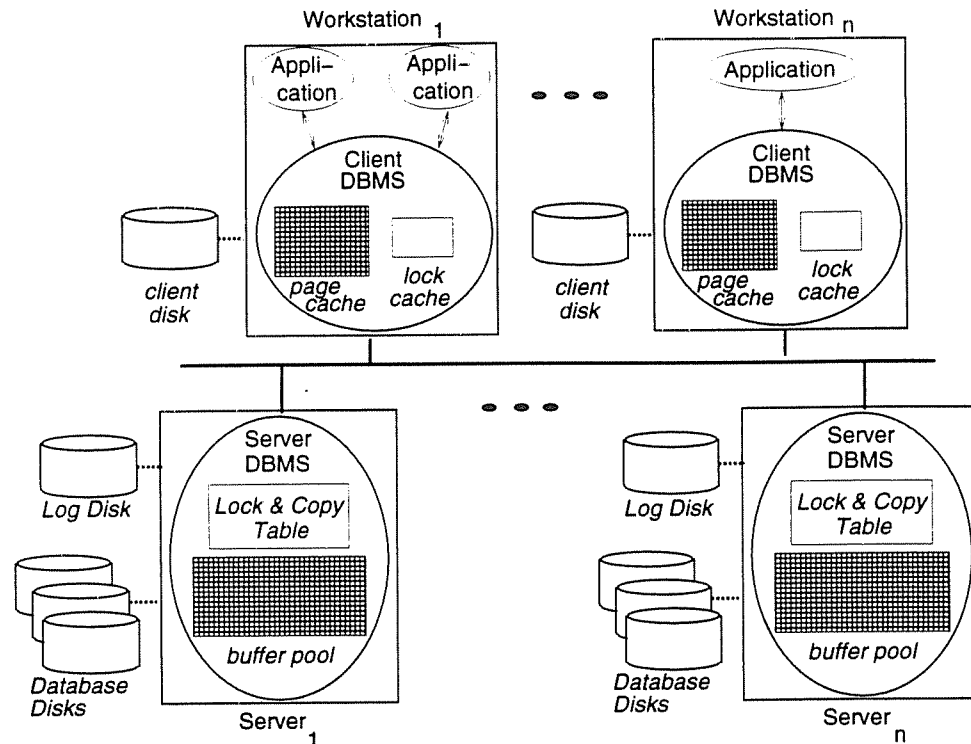 Workstation 1
Workstation n
Appli-
cation
Appli-
cation
Application
Client
DBMS
Client
DBMS
page
cache
lock
cache
page
cache
lock
cache
client
disk
client
disk
Server
DBMS
Server
DBMS
Log Disk
Lock & Copy
Table
Log Disk
Lock & Copy
Table
buffer pool
buffer pool
Database
Disks
Database
Disks
Server 1
Server n